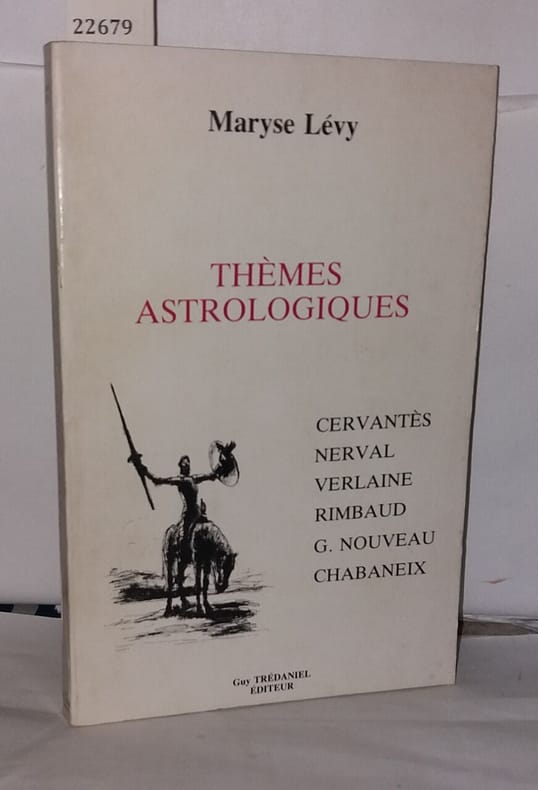 22679
Maryse Lévy
THÈMES
ASTROLOGIQUES
CERVANTÈS
NERVAL
VERLAINE
RIMBAUD
G. NOUVEAU
CHABANEIX
Guy TRÉDANIEL
ÉDITEUR